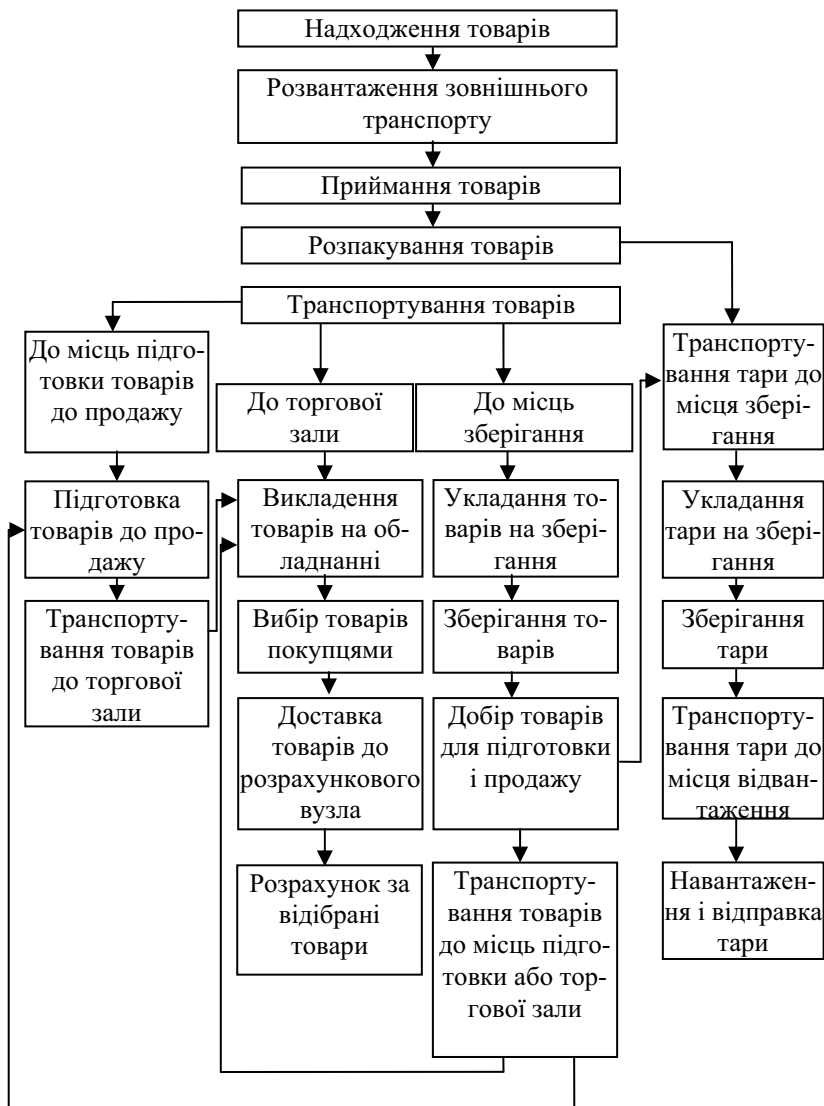 Надходження товарів
Розвантаження зовнішнього
транспорту
Приймання товарів
Розпакування товарів
Транспортування товарів
До місць підго-
товки товарів
до продажу
До торгової
зали
До місць
зберігання
Транспорту-
вання тари до
місця збері-
гання
Підготовка
товарів до про-
дажу
Викладення
товарів на об-
ладнанні
Укладання то-
варів на збері-
гання
Укладання
тари на збері-
гання
Транспорту-
вання товарів
до торгової
зали
Вибір товарів
покупцями
Зберігання то-
варів
Зберігання
тари
Доставка
товарів до
розрахункового
вузла
Добір товарів
для підготовки
і продажу
Транспорту-
вання тари до
місця відван-
таження
Розрахунок за
відібрані
товари
Транспорту-
вання товарів
до місць підго-
товки або тор-
гової зали
Навантажен-
ня і відправка
тари